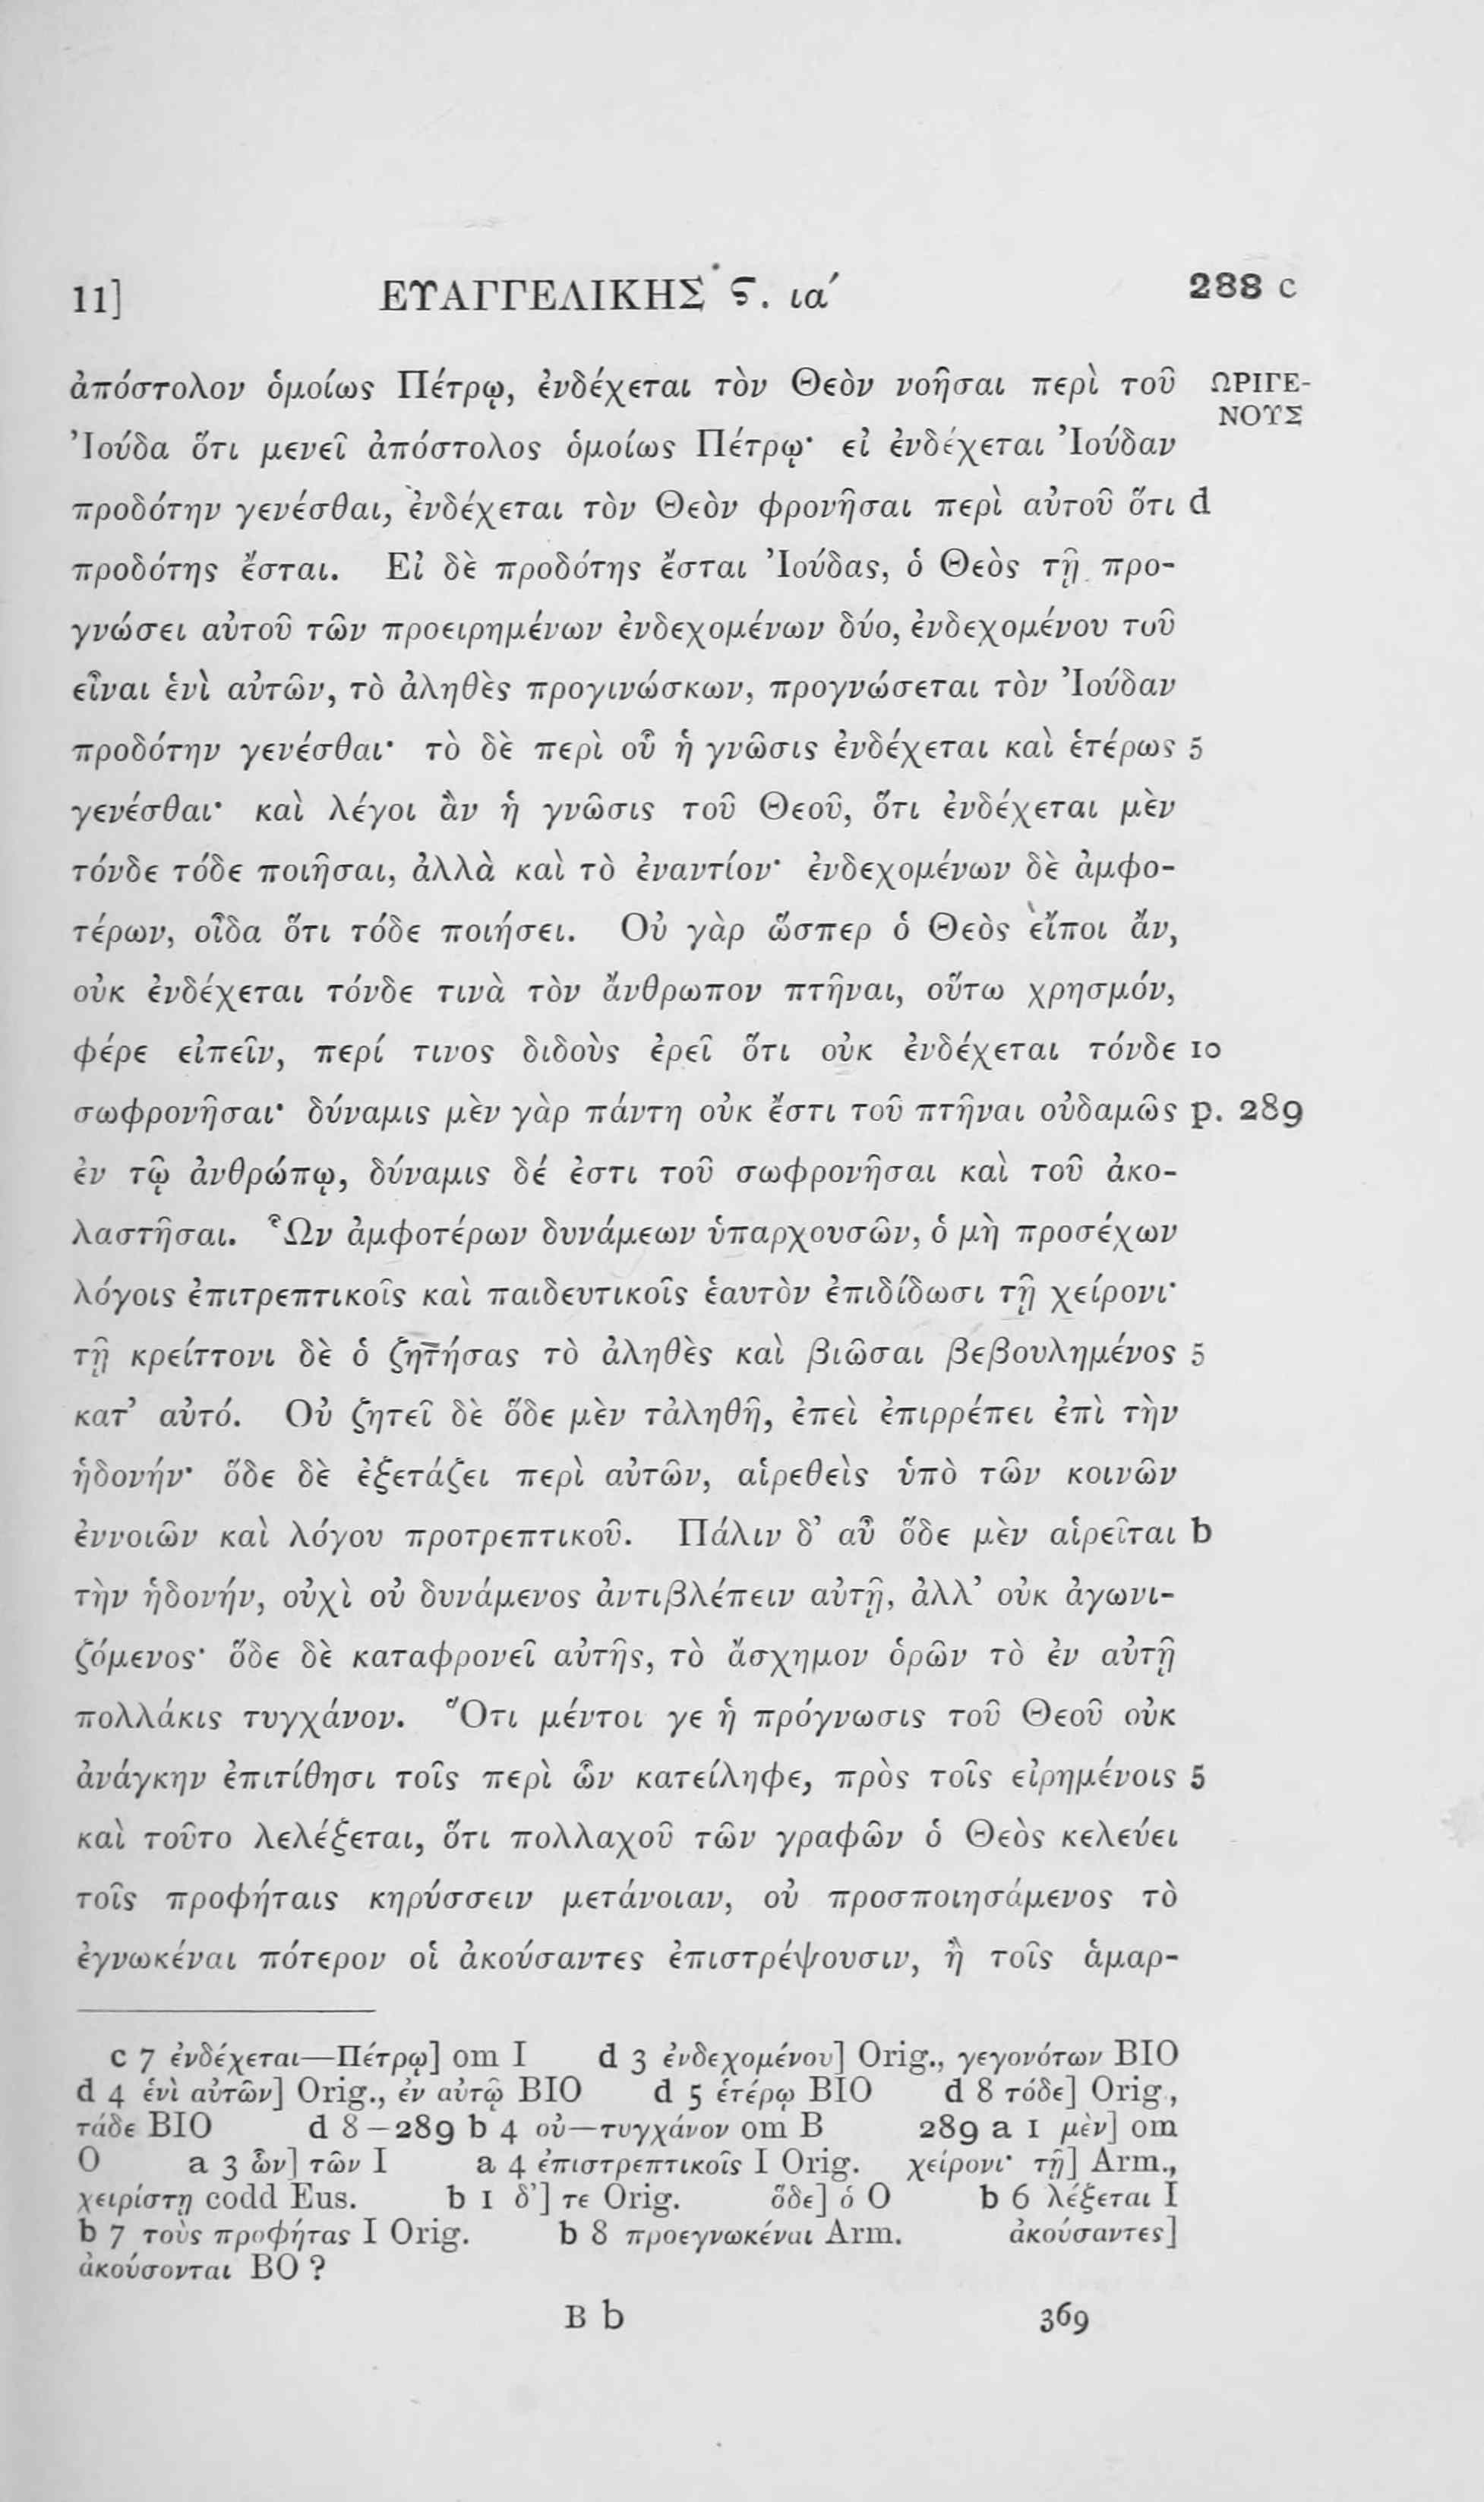 11] ΕΥΑΓΓΕΛΙΚΗΣ ϛ. ια´ 288 c
ἀπόστολον ὁμοίως Πέτρῳ, ἐνδέχεται τὸν Θεὸν νοῆσαι περὶ τοῦ ΩΡΙΓΕ-
ΝΟΥΣ
Ἰούδα ὅτι μενεῖ ἀπόστολος ὁμοίως Πέτρῳ· εἰ ἐνδέχεται Ἰούδαν
προδότην γενέσθαι, ἐνδέχεται τὸν Θεὸν φρονῆσαι περὶ αὐτοῦ ὅτι d
προδότης ἔσται. Εἰ δὲ προδότης ἔσται Ἰούδας, ὁ Θεὸς τῇ προ-
γνώσει αὐτοῦ τῶν προειρημένων ἐνδεχομένων δύο, ἐνδεχομένου τοῦ
εἶναι ἑνὶ αὐτῶν, τὸ ἀληθὲς προγινώσκων, προγνώσεται τὸν Ἰούδαν
προδότην γενέσθαι· τὸ δὲ περὶ οὗ ἡ γνῶσις ἐνδέχεται καὶ ἑτέρως 5
γενέσθαι· καὶ λέγοι ἂν ἡ γνῶσις τοῦ Θεοῦ, ὅτι ἐνδέχεται μὲν
τόνδε τόδε ποιῆσαι, ἀλλὰ καὶ τὸ ἐναντίον· ἐνδεχομένων δὲ ἀμφο-
τέρων, οἶδα ὅτι τόδε ποιήσει. Οὐ γὰρ ὥσπερ ὁ Θεὸς εἴποι ἄν,
οὐκ ἐνδέχεται τόνδε τινὰ τὸν ἄνθρωπον πτῆναι, οὕτω χρησμόν,
φέρε εἰπεῖν, περί τινος διδοὺς ἐρεῖ ὅτι οὐκ ἐνδέχεται τόνδε 10
σωφρονῆσαι· δύναμις μὲν γὰρ πάντη οὐκ ἔστι τοῦ πτῆναι οὐδαμῶς p. 289
ἐν τῷ ἀνθρώπῳ, δύναμις δέ ἐστι τοῦ σωφρονῆσαι καὶ τοῦ ἀκο-
λαστῆσαι. Ὧν ἀμφοτέρων δυνάμεων ὑπαρχουσῶν, ὁ μὴ προσέχων
λόγοις ἐπιτρεπτικοῖς καὶ παιδευτικοῖς ἑαυτὸν ἐπιδίδωσι τῇ χείρονι·
τῇ κρείττονι δὲ ὁ ζητήσας τὸ ἀληθὲς καὶ βιῶσαι βεβουλημένος 5
κατ’ αὐτό. Οὐ ζητεῖ δὲ ὅδε μὲν τἀληθῆ, ἐπεὶ ἐπιρρέπει ἐπὶ τὴν
ἡδονήν· ὅδε δὲ ἐξετάζει περὶ αὐτῶν, αἱρεθεὶς ὑπὸ τῶν κοινῶν
ἐννοιῶν καὶ λόγου προτρεπτικοῦ. Πάλιν δ’ αὖ ὅδε μὲν αἱρεῖται b
τὴν ἡδονήν, οὐχὶ οὐ δυνάμενος ἀντιβλέπειν αὐτῇ, ἀλλ’ οὐκ ἀγωνι-
ζόμενος· ὅδε δὲ καταφρονεῖ αὐτῆς, τὸ ἄσχημον ὁρῶν τὸ ἐν αὐτῇ
πολλάκις τυγχάνον. Ὅτι μέντοι γε ἡ πρόγνωσις τοῦ Θεοῦ οὐκ
ἀνάγκην ἐπιτίθησι τοῖς περὶ ὧν κατείληφε, πρὸς τοῖς εἰρημένοις 5
καὶ τοῦτο λελέξεται, ὅτι πολλαχοῦ τῶν γραφῶν ὁ Θεὸς κελεύει
τοῖς προφήταις κηρύσσειν μετάνοιαν, οὐ προσποιησάμενος τὸ
ἐγνωκέναι πότερον οἱ ἀκούσαντες ἐπιστρέψουσιν, ἢ τοῖς ἁμαρ-
c 7 ἐνδέχεται—Πέτρῳ] om I d 3 ἐνδεχομένου] Orig., γεγονότων BIO
d 4 ἑνὶ αὐτῶν] Orig., ἐν αὐτῷ BIO d 5 ἑτέρῳ BIO d 8 τόδε] Orig.,
τάδε BIO d 8–289 b 4 οὐ—τυγχάνον om B 289 a 1 μὲν] om
O a 3 ὧν] τῶν I a 4 ἐπιστρεπτικοῖς I Orig. χείρονι· τῇ] Arm.,
χειρίστῃ codd Eus. b 1 δ’] τε Orig. ὅδε] ὁ O b 6 λέξεται I
b 7 τοὺς προφήτας I Orig. b 8 προεγνωκέναι Arm. ἀκούσαντες]
ἀκούσονται BO ?
B b 369